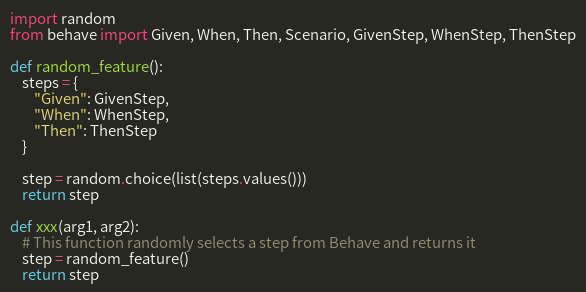 import random
from behave import Given, When, Then, Scenario, GivenStep, WhenStep, ThenStep

def random_feature():
    steps = {
        "Given": GivenStep,
        "When": WhenStep,
        "Then": ThenStep
    }

    step = random.choice(list(steps.values()))
    return step

def xxx(arg1, arg2):
    # This function randomly selects a step from Behave and returns it
    step = random_feature()
    return step